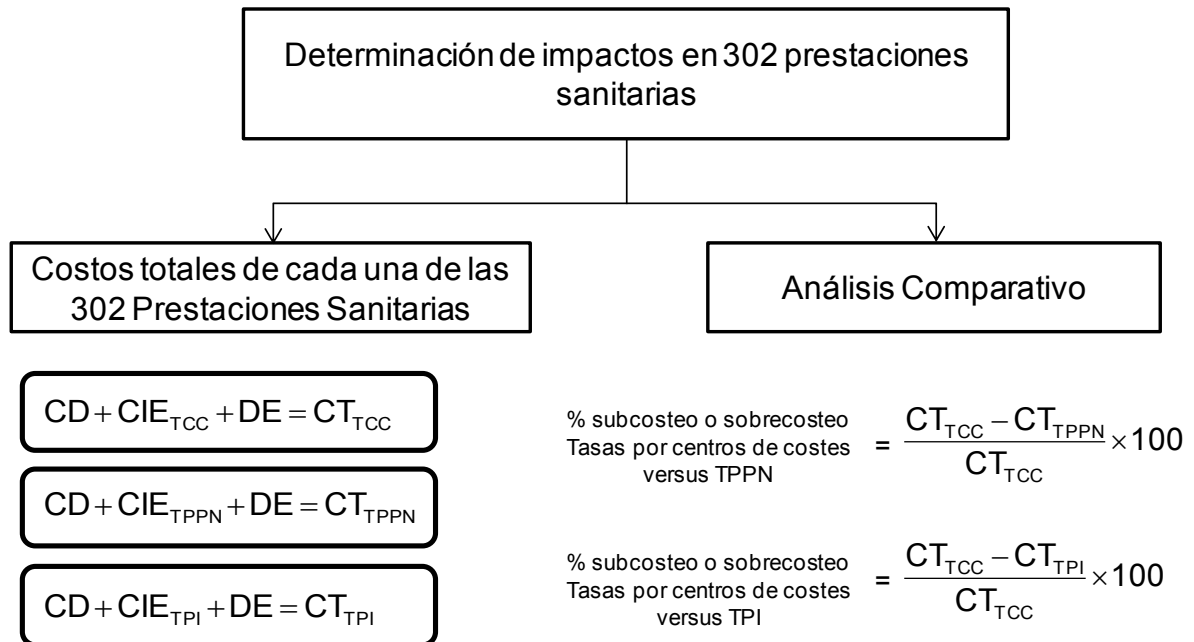 Determinación de impactos en 302 prestaciones
sanitarias
Costos totales de cada una de las
302 Prestaciones Sanitarias
Análisis Comparativo
CD + CIE_TCC + DE = CT_TCC
CD + CIE_TPPN + DE = CT_TPPN
CD + CIE_TPI + DE = CT_TPI
% subcosteo o sobrecosteo
Tasas por centros de costes
versus TPPN
= (CT_TCC − CT_TPPN) / CT_TCC × 100
% subcosteo o sobrecosteo
Tasas por centros de costes
versus TPI
= (CT_TCC − CT_TPI) / CT_TCC × 100